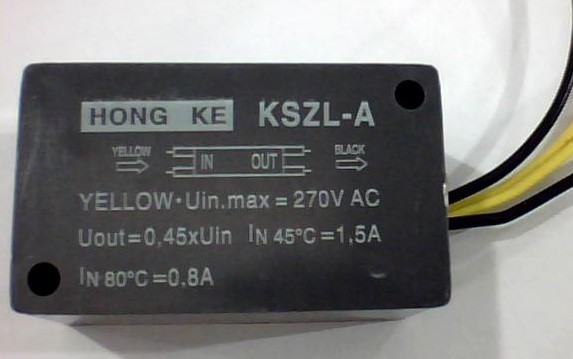 HONG KE KSZL-A
YELLOW IN OUT BLACK
YELLOW·Uin.max = 270V AC
Uout=0,45xUin IN 45°C =1,5A
IN 80°C =0,8A